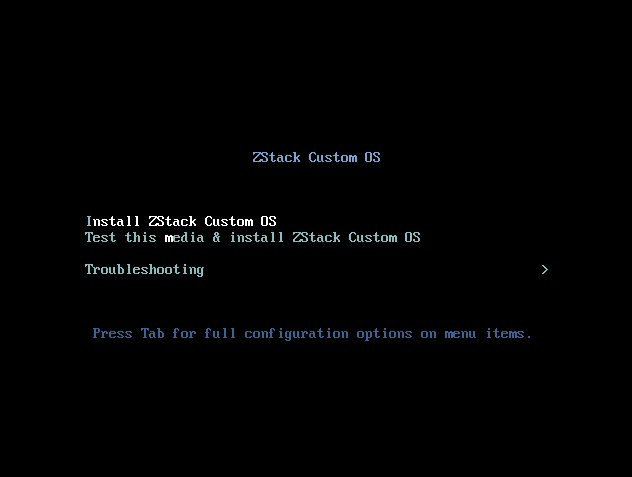 ZStack Custom OS
Install ZStack Custom OS
Test this media & install ZStack Custom OS
Troubleshooting >
Press Tab for full configuration options on menu items.